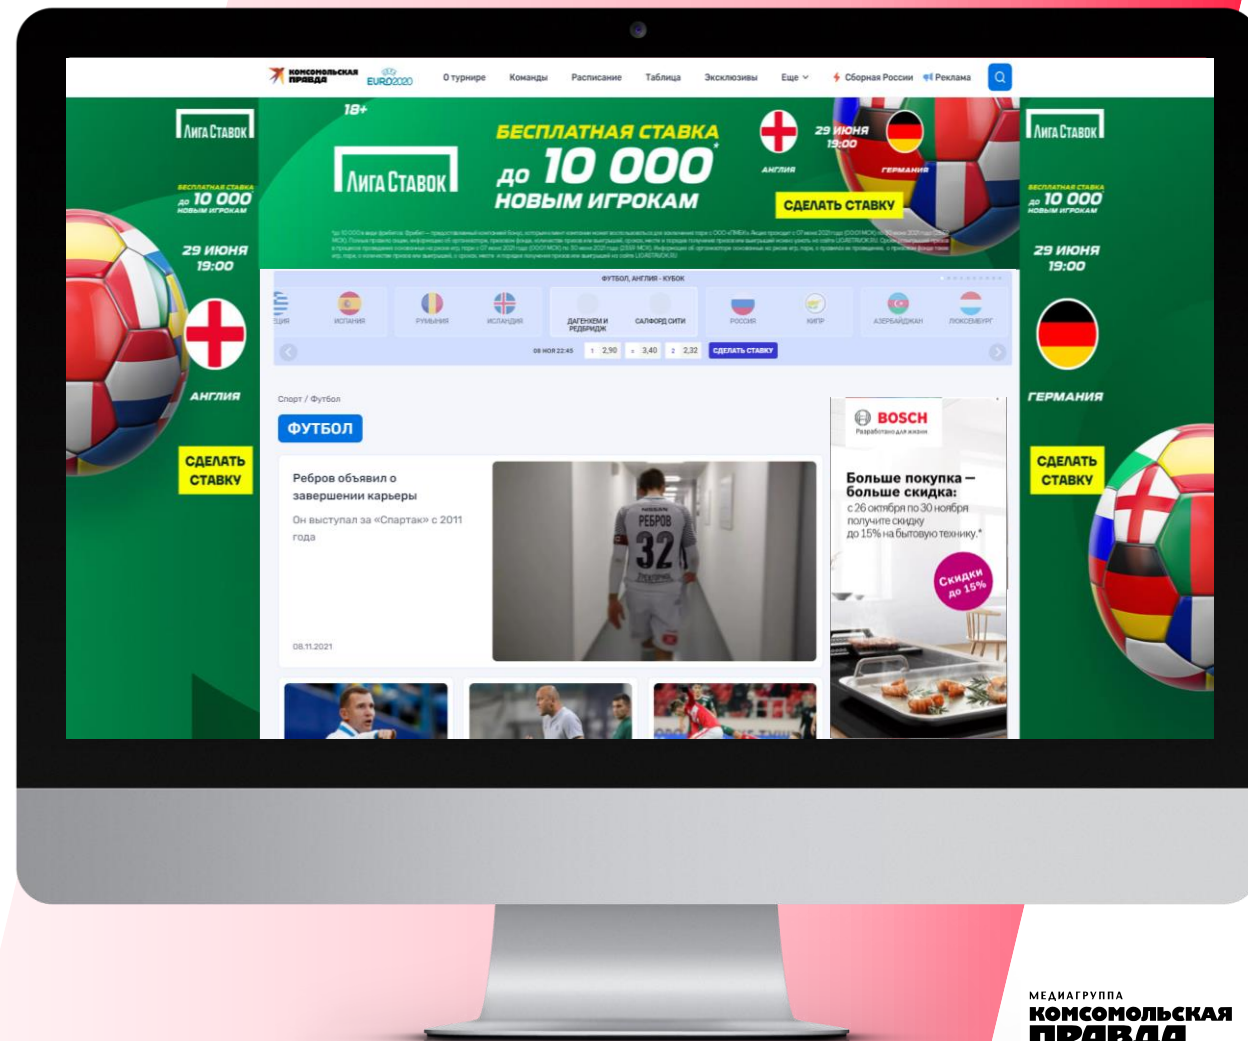 КОМСОМОЛЬСКАЯ
ПРАВДА
EURO2020
О турнире Команды Расписание Таблица Эксклюзивы Еще Сборная России Реклама
18+
ЛИГА СТАВОК
БЕСПЛАТНАЯ СТАВКА
ДО 10 000*
НОВЫМ ИГРОКАМ
АНГЛИЯ
29 ИЮНЯ
19:00
ГЕРМАНИЯ
СДЕЛАТЬ СТАВКУ
ЛИГА СТАВОК
БЕСПЛАТНАЯ СТАВКА
ДО 10 000*
НОВЫМ ИГРОКАМ
29 ИЮНЯ
19:00
АНГЛИЯ
СДЕЛАТЬ
СТАВКУ
ФУТБОЛ, АНГЛИЯ - КУБОК
ЕЦИЯ ИСПАНИЯ РУМЫНИЯ ИСЛАНДИЯ ДАГЕНХЕМ И РЕДБРИДЖ САЛФОРД СИТИ РОССИЯ КИПР АЗЕРБАЙДЖАН ЛЮКСЕМБУРГ
08 НОЯ 22:45 1 2,90 x 3,40 2 2,32 СДЕЛАТЬ СТАВКУ
Спорт / Футбол
ФУТБОЛ
Ребров объявил о
завершении карьеры
Он выступал за «Спартак» с 2011
года
08.11.2021
РЕБРОВ
32
BOSCH
Разработано для жизни
Больше покупка —
больше скидка:
с 26 октября по 30 ноября
получите скидку
до 15% на бытовую технику.*
Скидки
до 15%
ЛИГА СТАВОК
БЕСПЛАТНАЯ СТАВКА
ДО 10 000*
НОВЫМ ИГРОКАМ
29 ИЮНЯ
19:00
ГЕРМАНИЯ
СДЕЛАТЬ
СТАВКУ
МЕДИАГРУППА
КОМСОМОЛЬСКАЯ
ПРАВДА